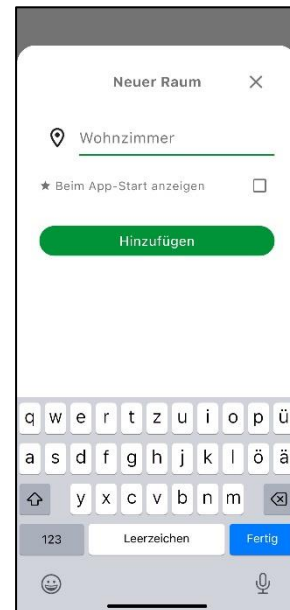 Neuer Raum
Wohnzimmer
★ Beim App-Start anzeigen
Hinzufügen
q w e r t z u i o p ü
a s d f g h j k l ö ä
y x c v b n m
123 Leerzeichen Fertig